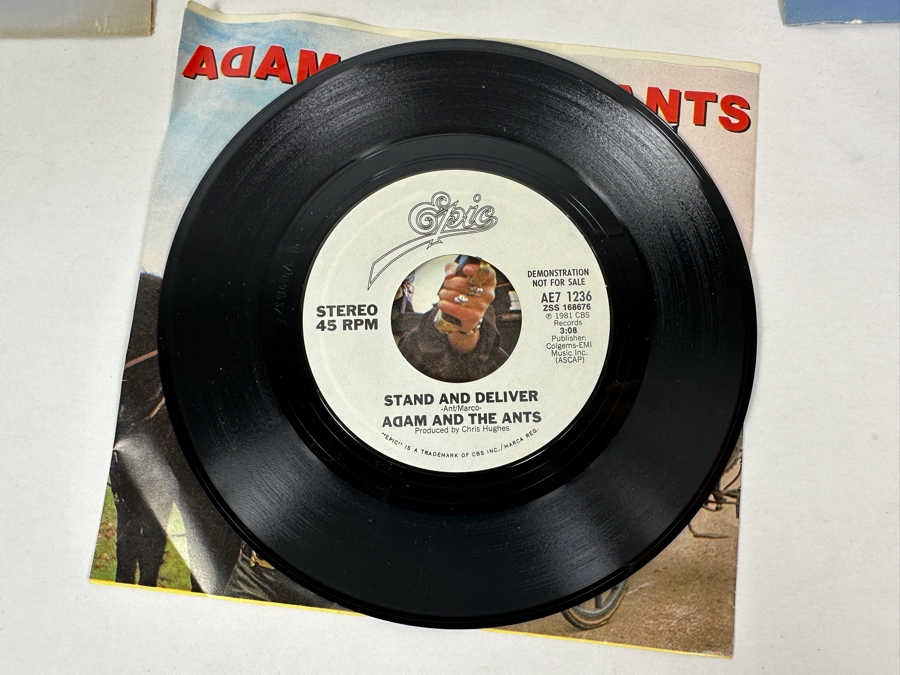 ADAM ANTS
Epic
DEMONSTRATION
NOT FOR SALE
STEREO
45 RPM
AE7 1236
ZSS 168676
℗ 1981 CBS
Records
3:08
Publisher:
Colgems-EMI
Music Inc.
(ASCAP)
STAND AND DELIVER
-Ant/Marco-
ADAM AND THE ANTS
Produced by Chris Hughes
"EPIC" IS A TRADEMARK OF CBS INC./MARCA REG.